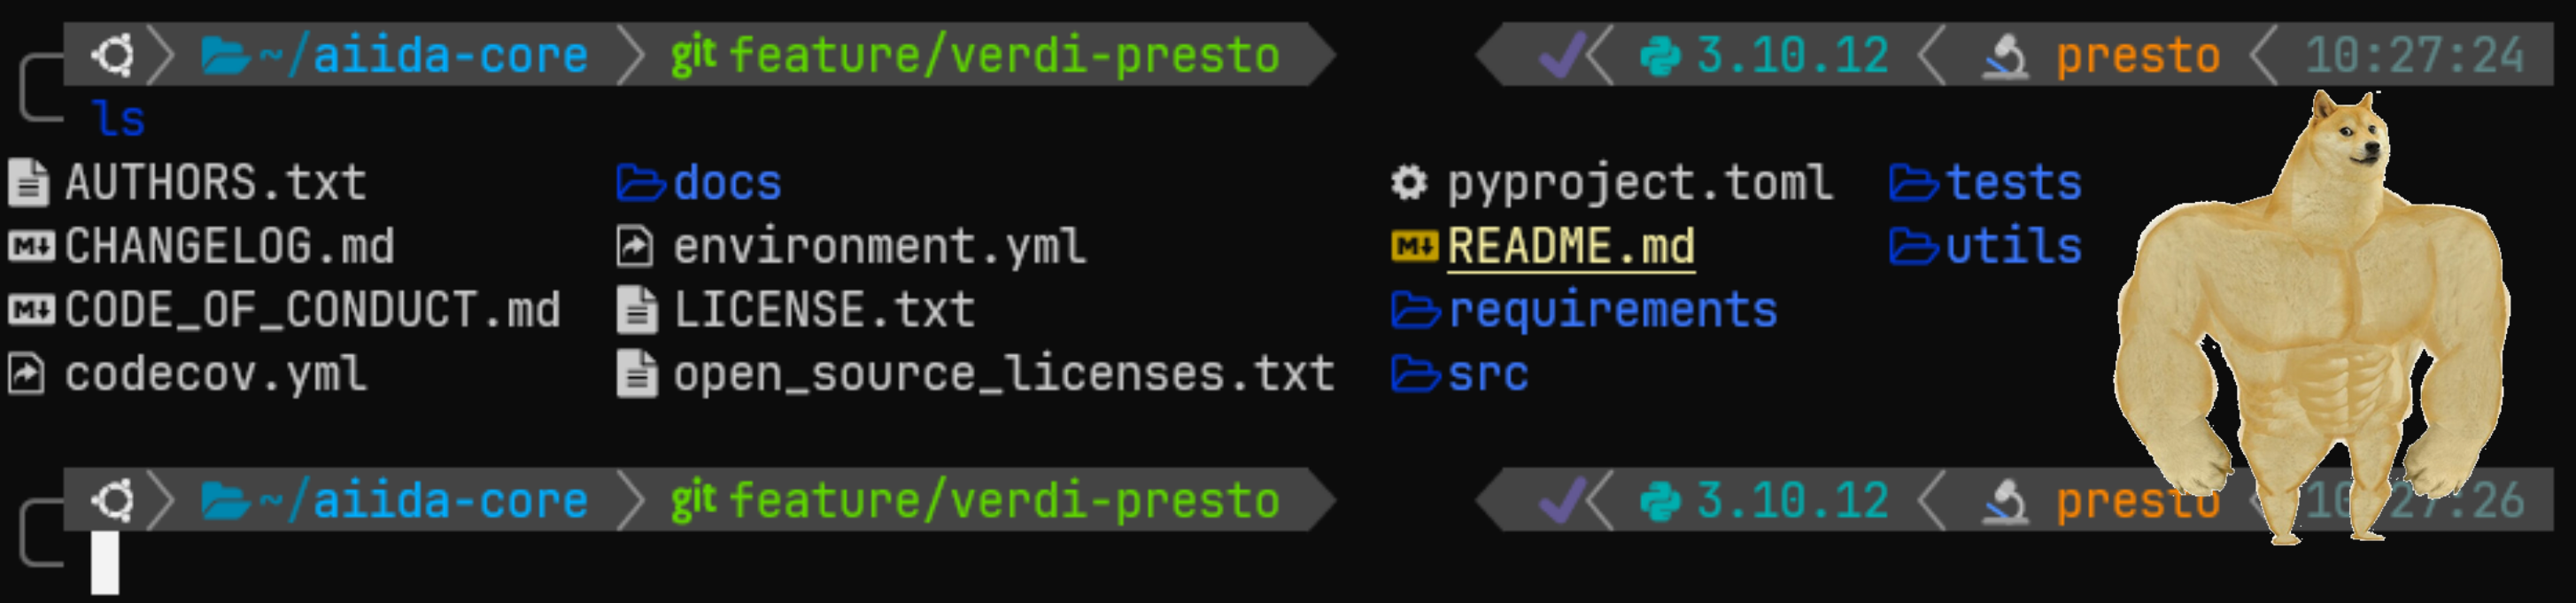 ~/aiida-core git feature/verdi-presto 3.10.12 presto 10:27:24
ls
AUTHORS.txt docs pyproject.toml tests
CHANGELOG.md environment.yml README.md utils
CODE_OF_CONDUCT.md LICENSE.txt requirements
codecov.yml open_source_licenses.txt src
~/aiida-core git feature/verdi-presto 3.10.12 presto 10:27:26